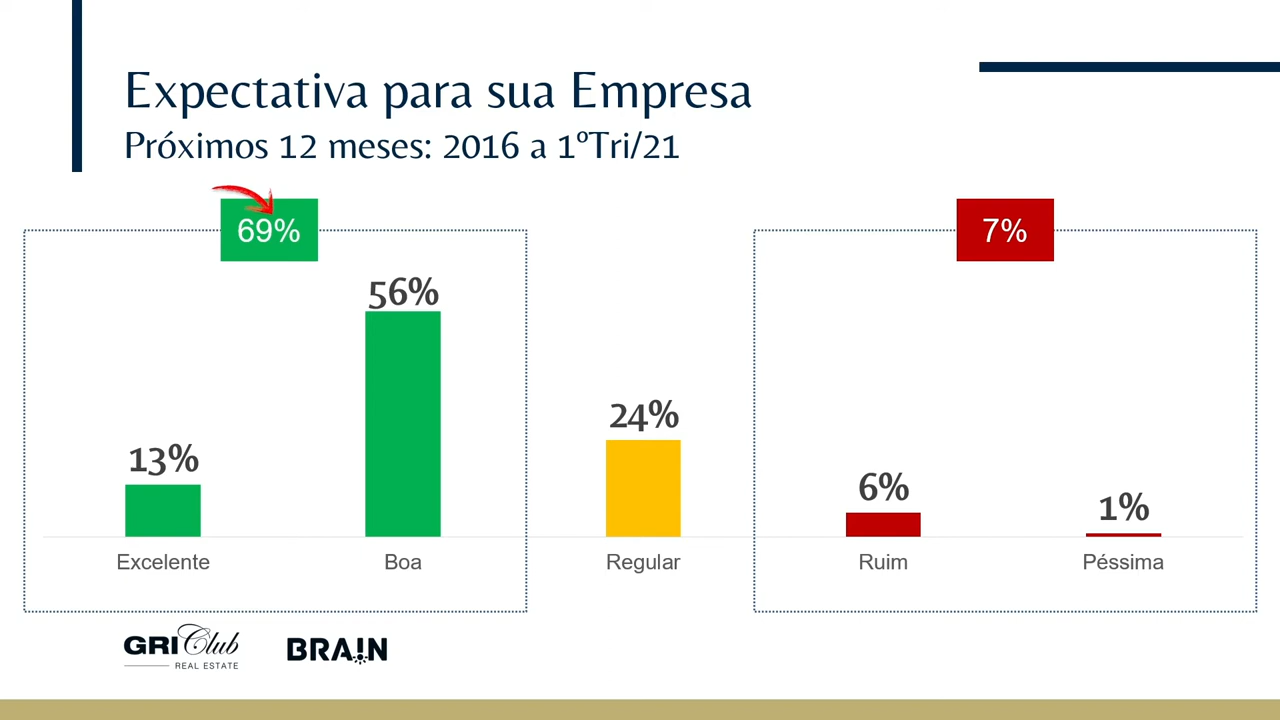 Expectativa para sua Empresa
Próximos 12 meses: 2016 a 1ºTri/21
69%
7%
56%
24%
13%
6%
1%
Excelente
Boa
Regular
Ruim
Péssima
GRI Club
REAL ESTATE
BRA!N